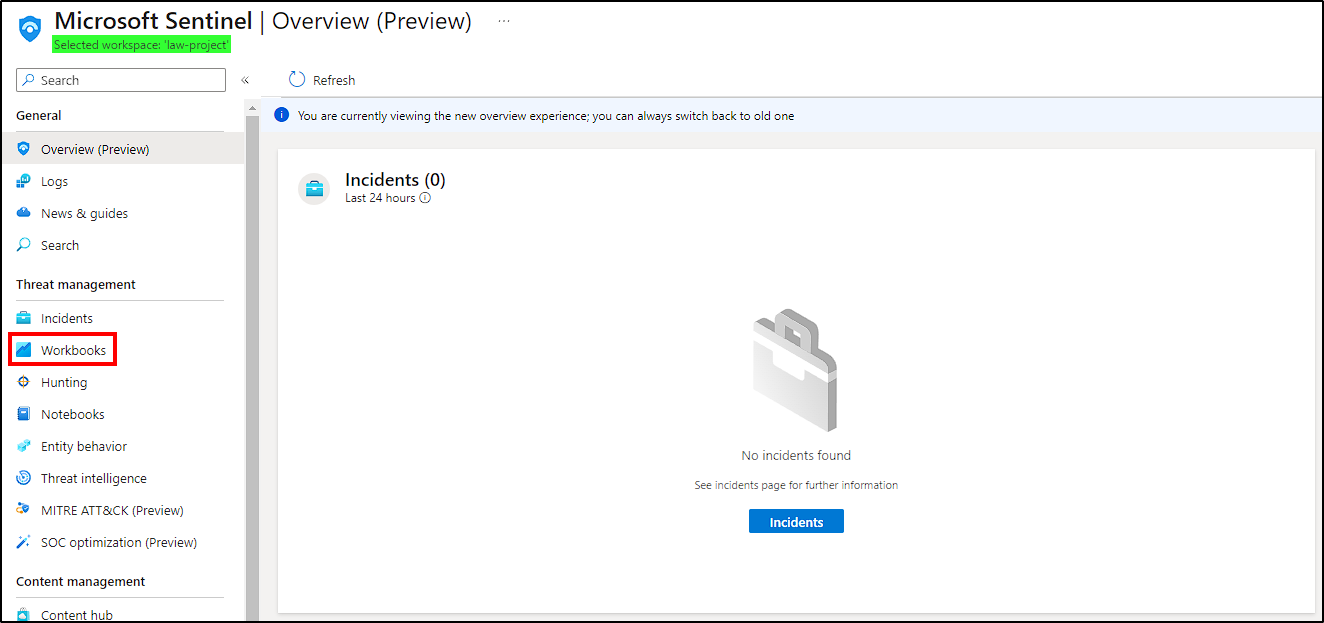 Microsoft Sentinel | Overview (Preview) ...
Selected workspace: 'law-project'
Search
«
Refresh
General
You are currently viewing the new overview experience; you can always switch back to old one
Overview (Preview)
Logs
News & guides
Search
Incidents (0)
Last 24 hours
Threat management
Incidents
Workbooks
Hunting
Notebooks
Entity behavior
Threat intelligence
MITRE ATT&CK (Preview)
SOC optimization (Preview)
No incidents found
See incidents page for further information
Incidents
Content management
Content hub